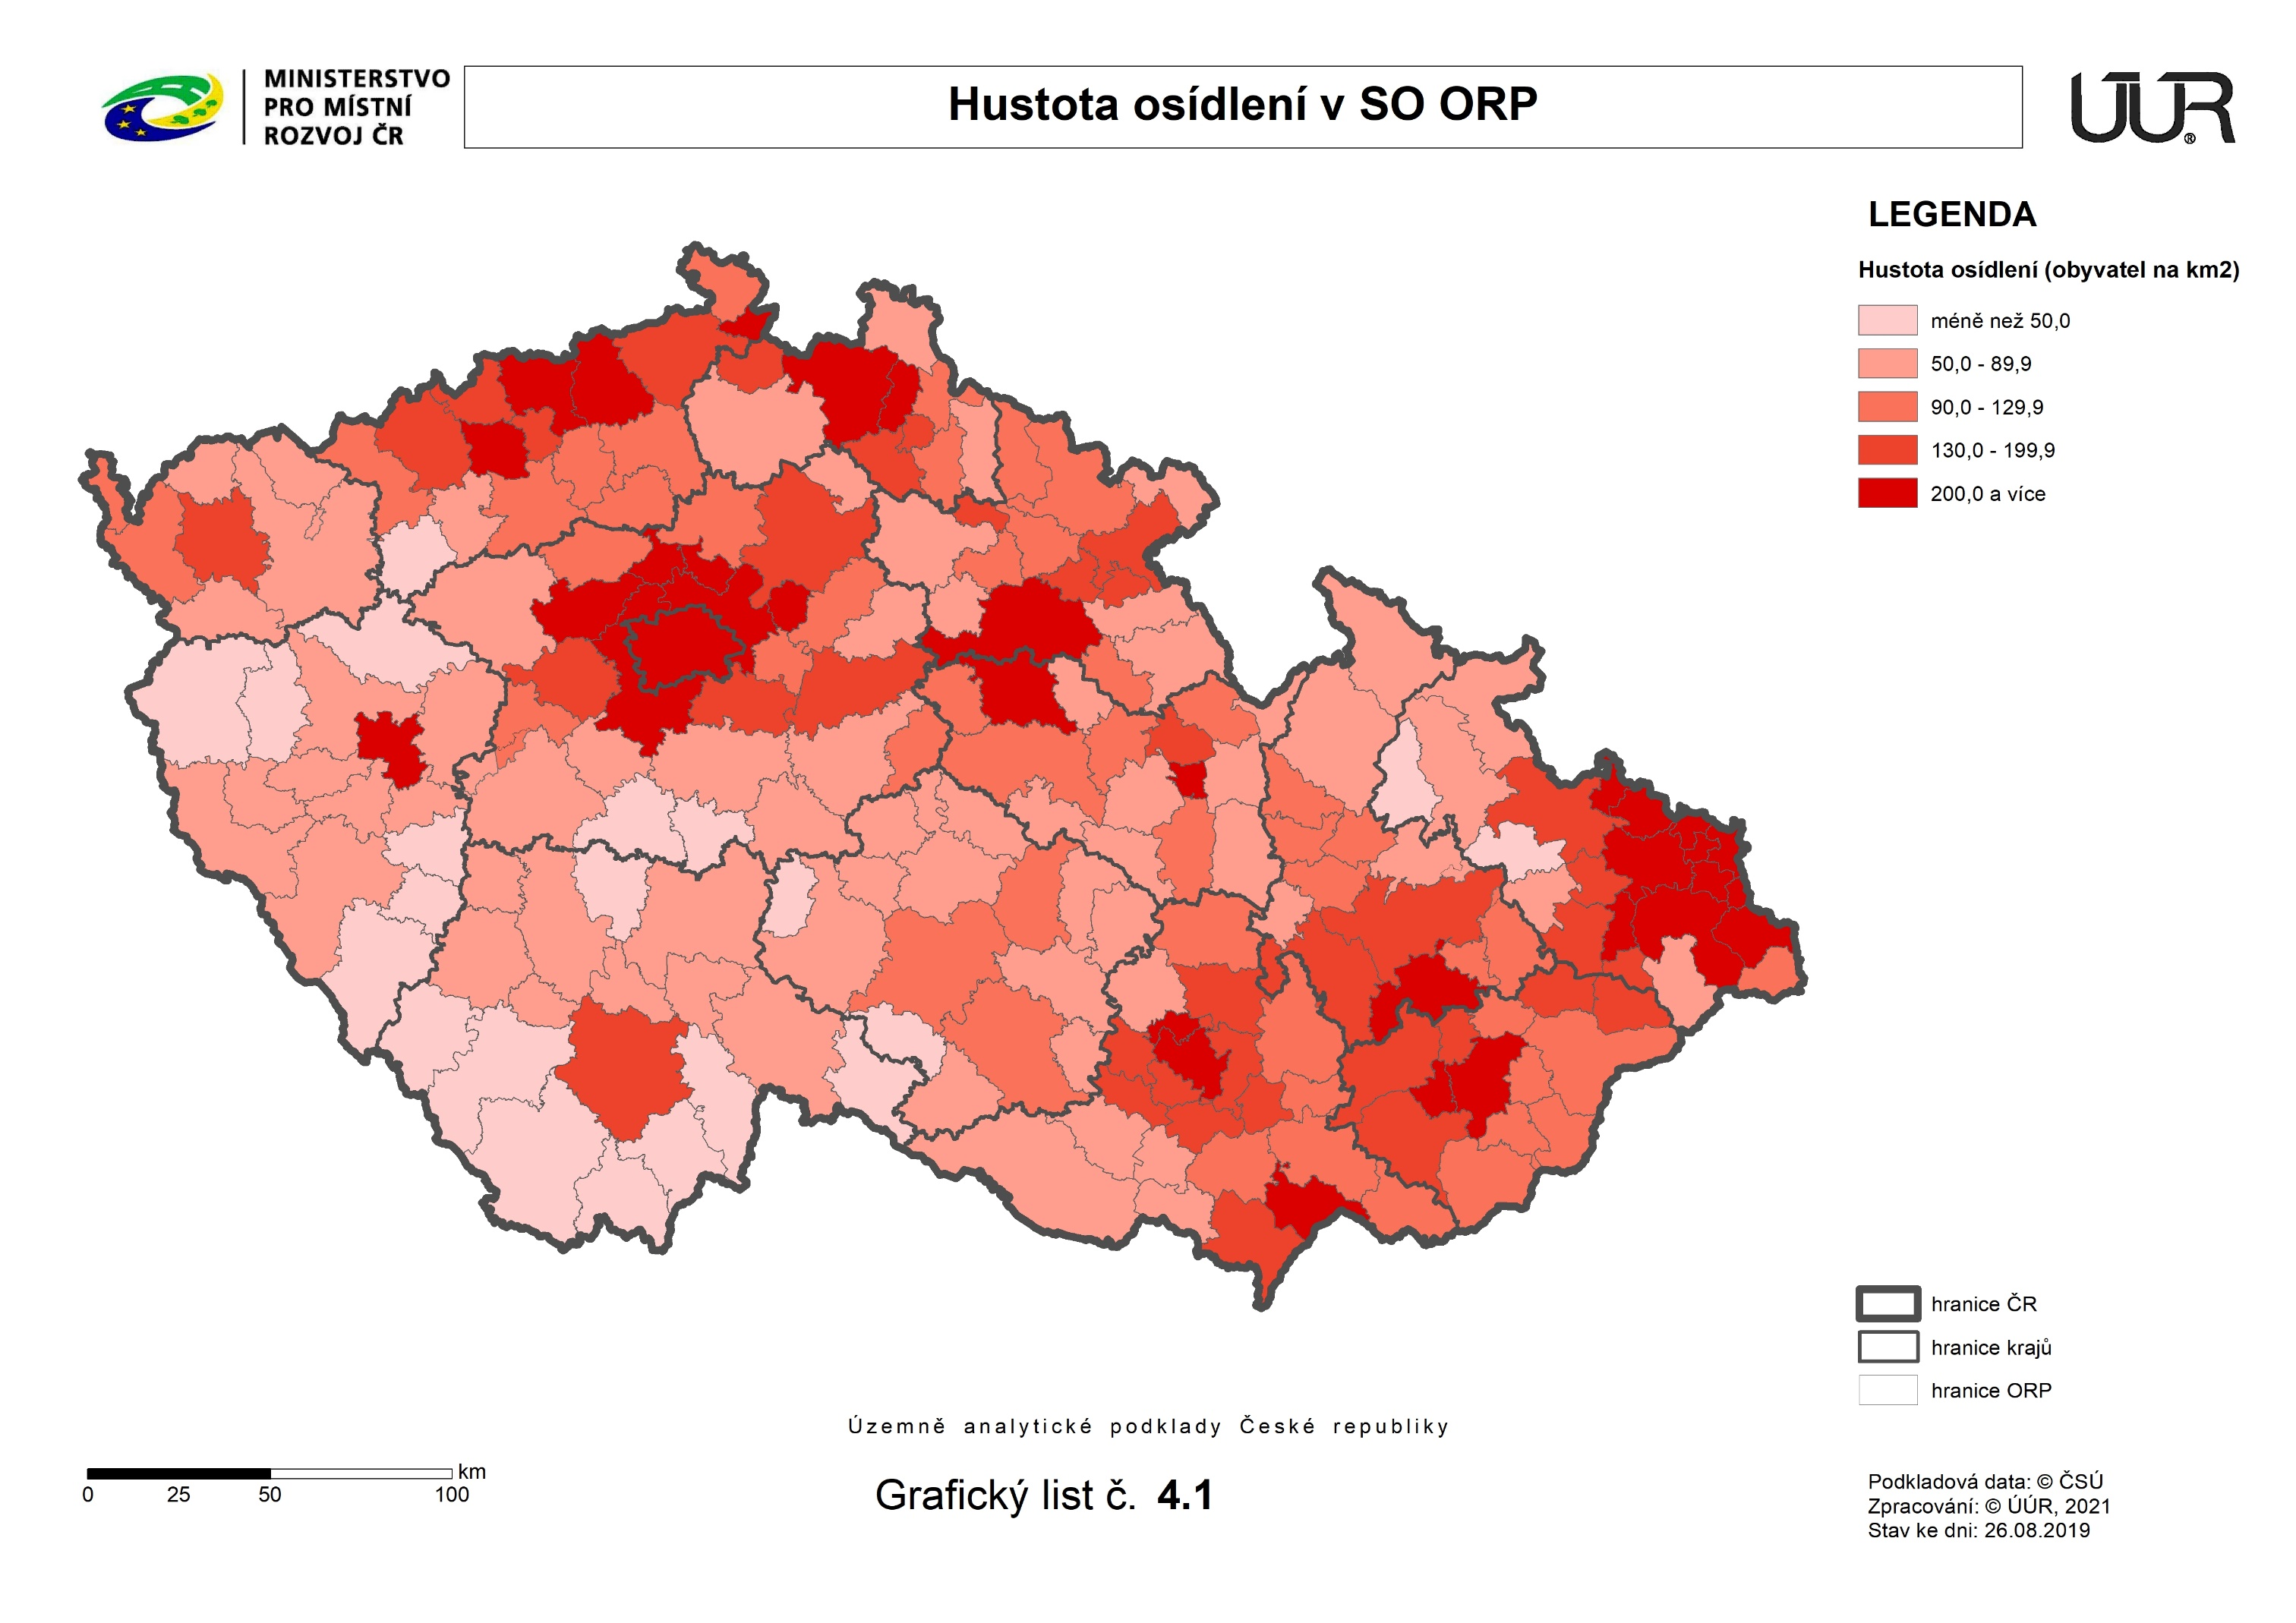 MINISTERSTVO
PRO MÍSTNÍ
ROZVOJ ČR
Hustota osídlení v SO ORP
ÚÚR®
LEGENDA
Hustota osídlení (obyvatel na km2)
méně než 50,0
50,0 - 89,9
90,0 - 129,9
130,0 - 199,9
200,0 a více
hranice ČR
hranice krajů
hranice ORP
Územně analytické podklady České republiky
Grafický list č. 4.1
km
0 25 50 100
Podkladová data: © ČSÚ
Zpracování: © ÚÚR, 2021
Stav ke dni: 26.08.2019